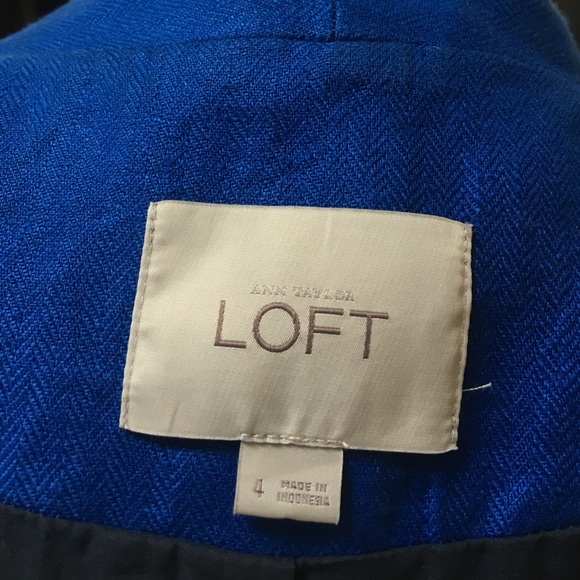 ANN TAYLOR
LOFT
4
MADE IN
INDONESIA